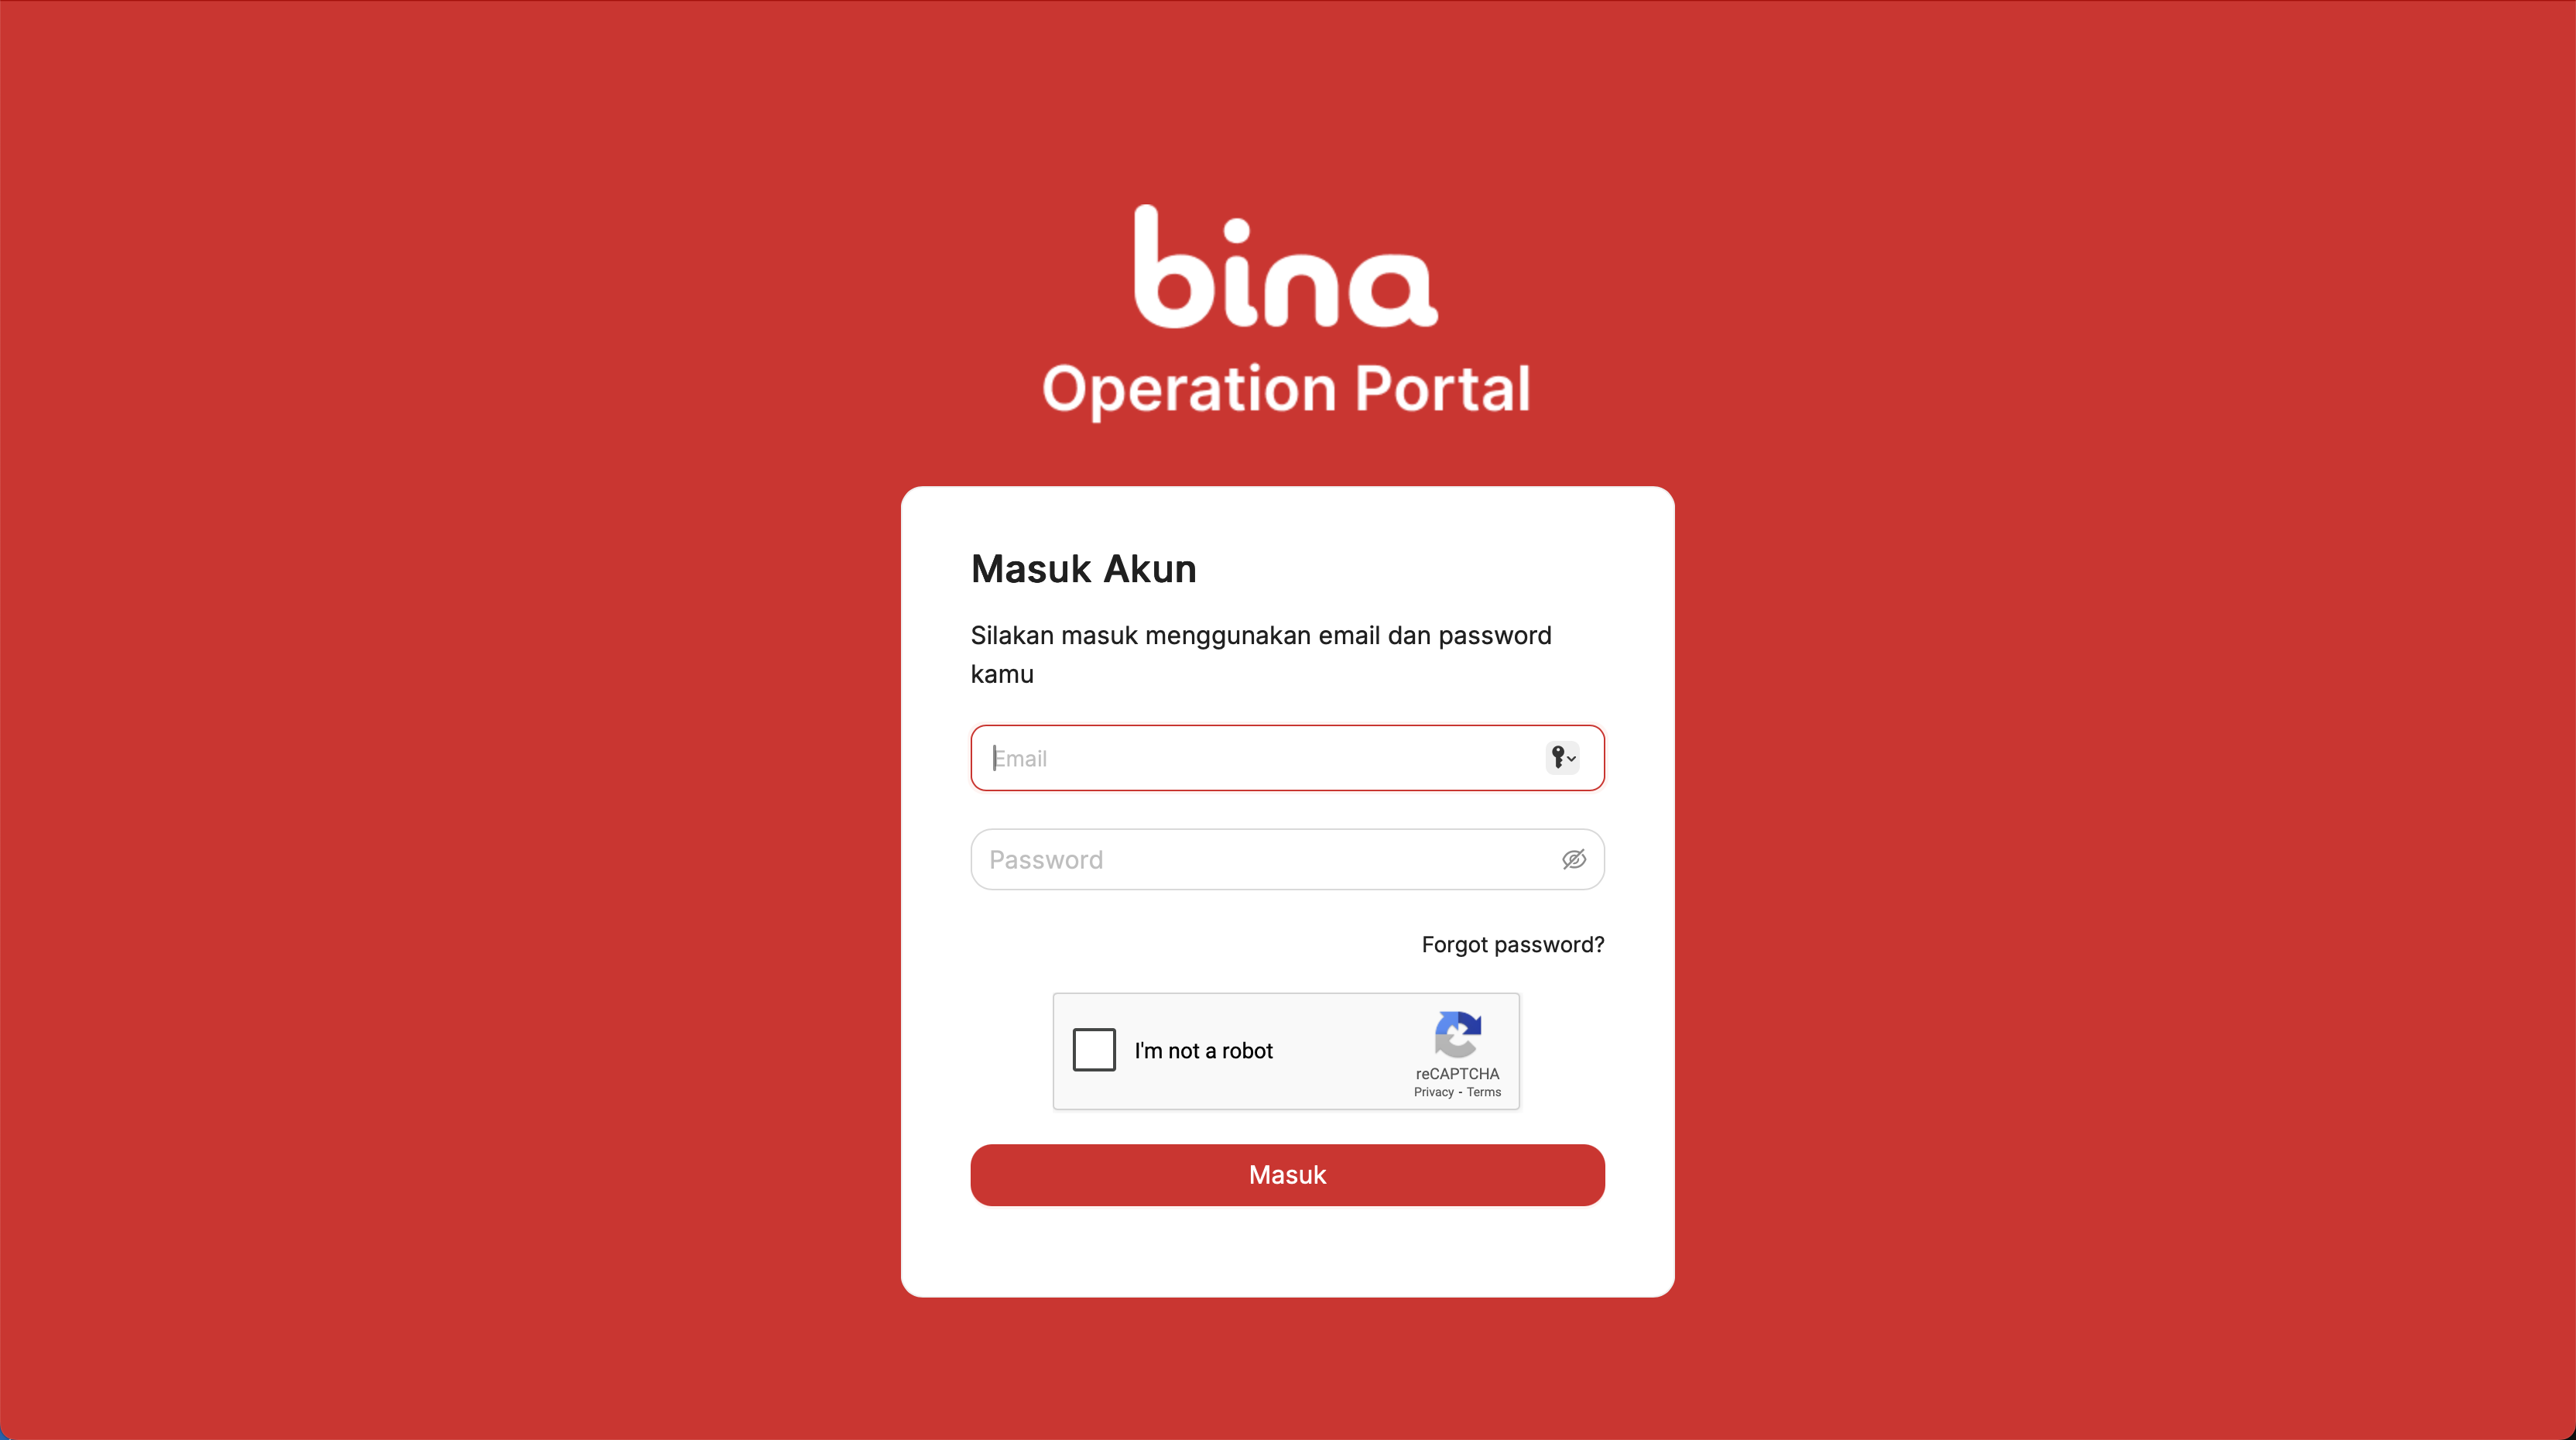 bina
Operation Portal
Masuk Akun
Silakan masuk menggunakan email dan password
kamu
Email
Password
Forgot password?
I'm not a robot
reCAPTCHA
Privacy - Terms
Masuk